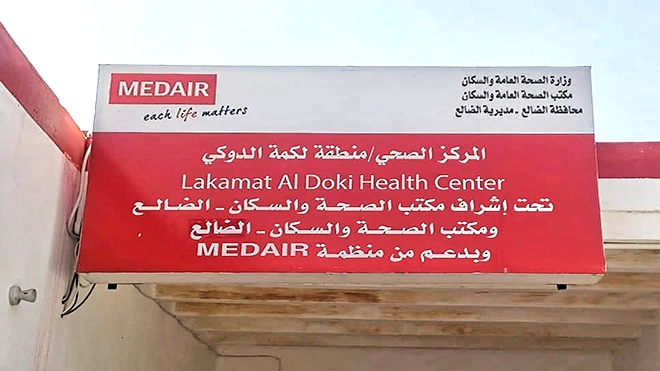 MEDAIR
each life matters
وزارة الصحة العامة والسكان
مكتب الصحة العامة والسكان
محافظة الضالع - مديرية الضالع
المركز الصحي/منطقة لكمة الدوكي
Lakamat Al Doki Health Center
تحت إشراف مكتب الصحة والسكان - الضالع
ومكتب الصحة والسكان - الضالع
وبدعم من منظمة MEDAIR